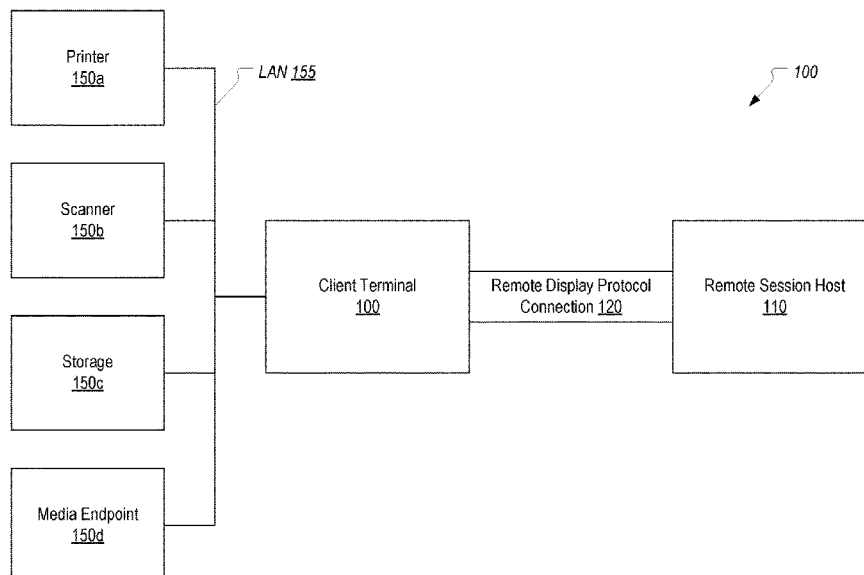 Printer
150a
LAN 155
100
Scanner
150b
Client Terminal
100
Remote Display Protocol
Connection 120
Remote Session Host
110
Storage
150c
Media Endpoint
150d